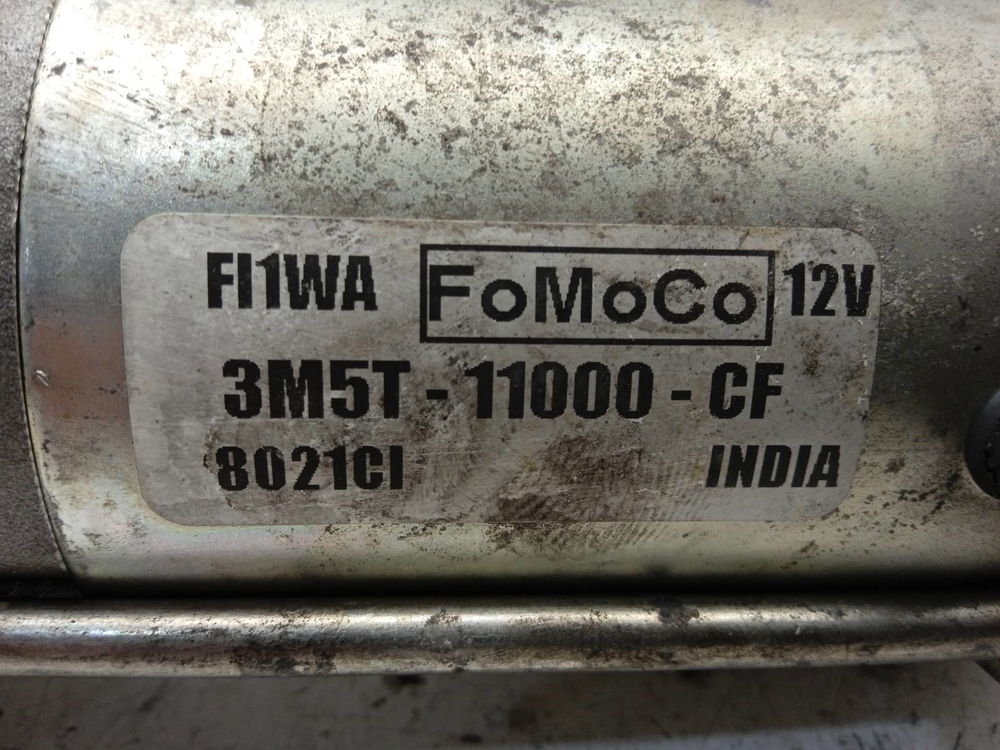 FI1WA FoMoCo 12V
3M5T - 11000 - CF
8021CI INDIA